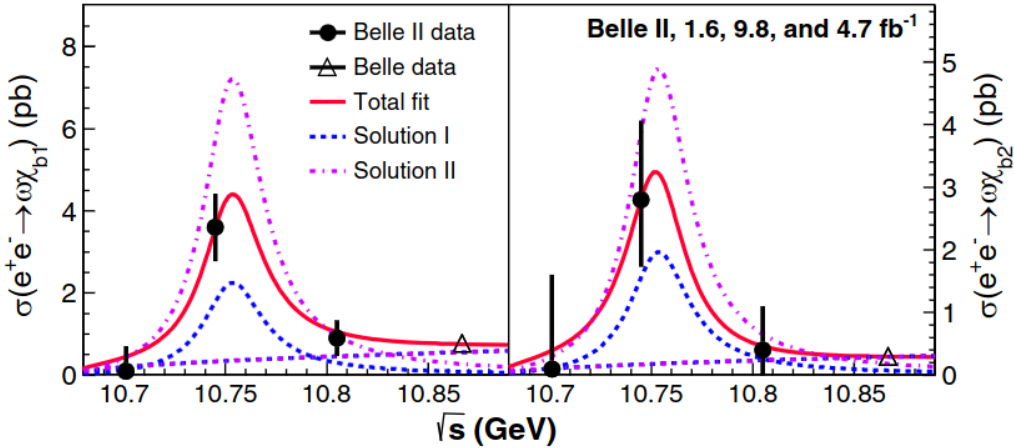 Belle II, 1.6, 9.8, and 4.7 fb⁻¹
Belle II data
Belle data
Total fit
Solution I
Solution II
σ(e⁺e⁻→ωχ_b1) (pb)
8
6
4
2
0
σ(e⁺e⁻→ωχ_b2) (pb)
5
4
3
2
1
0
10.7 10.75 10.8 10.85 10.7 10.75 10.8 10.85
√s (GeV)